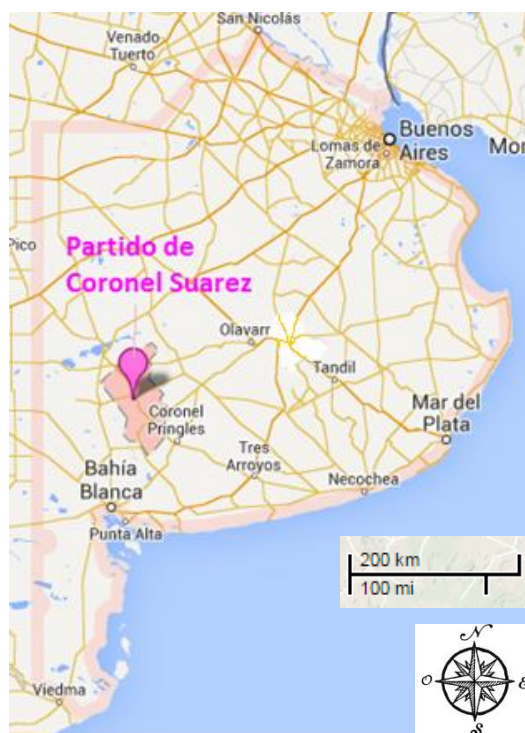 San Nicolás
Venado
Tuerto
Buenos
Aires
Lomas de
Zamora
Mon
Pico
Partido de
Coronel Suarez
Olavarr
Tandil
Coronel
Pringles
Mar del
Plata
Tres
Arroyos
Necochea
Bahía
Blanca
Punta Alta
200 km
100 mi
Viedma
N
O
E
S